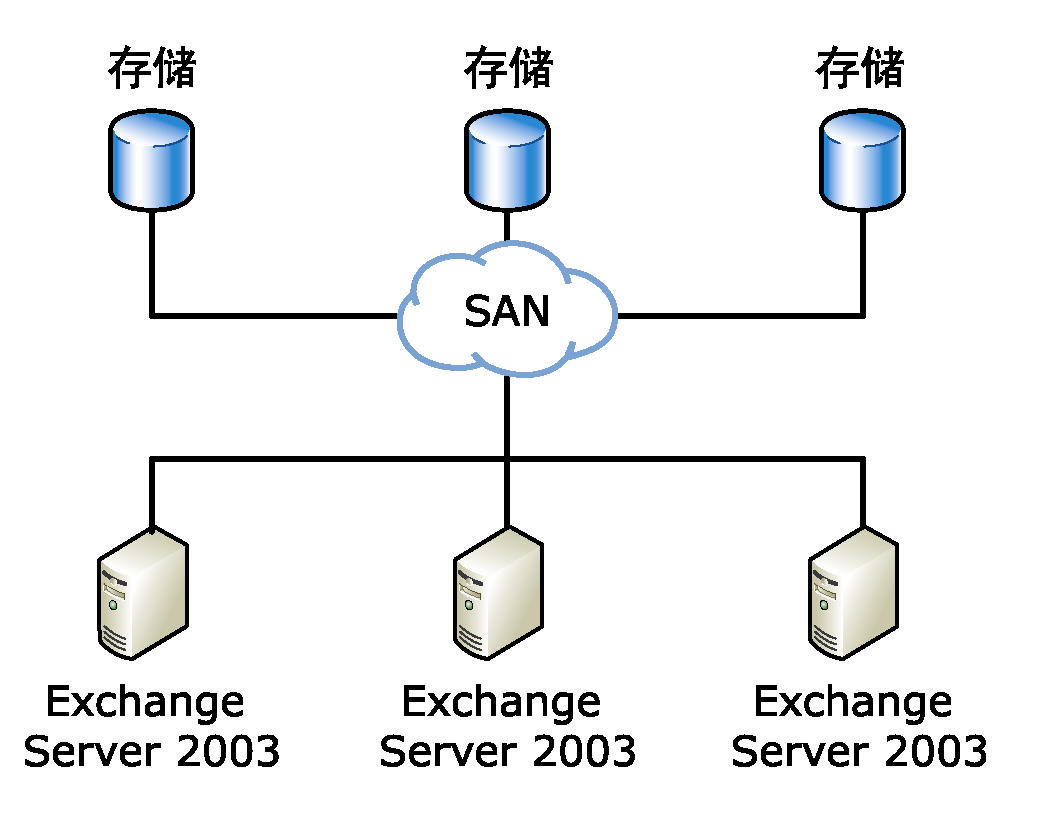 存储
存储
存储
SAN
Exchange
Server 2003
Exchange
Server 2003
Exchange
Server 2003